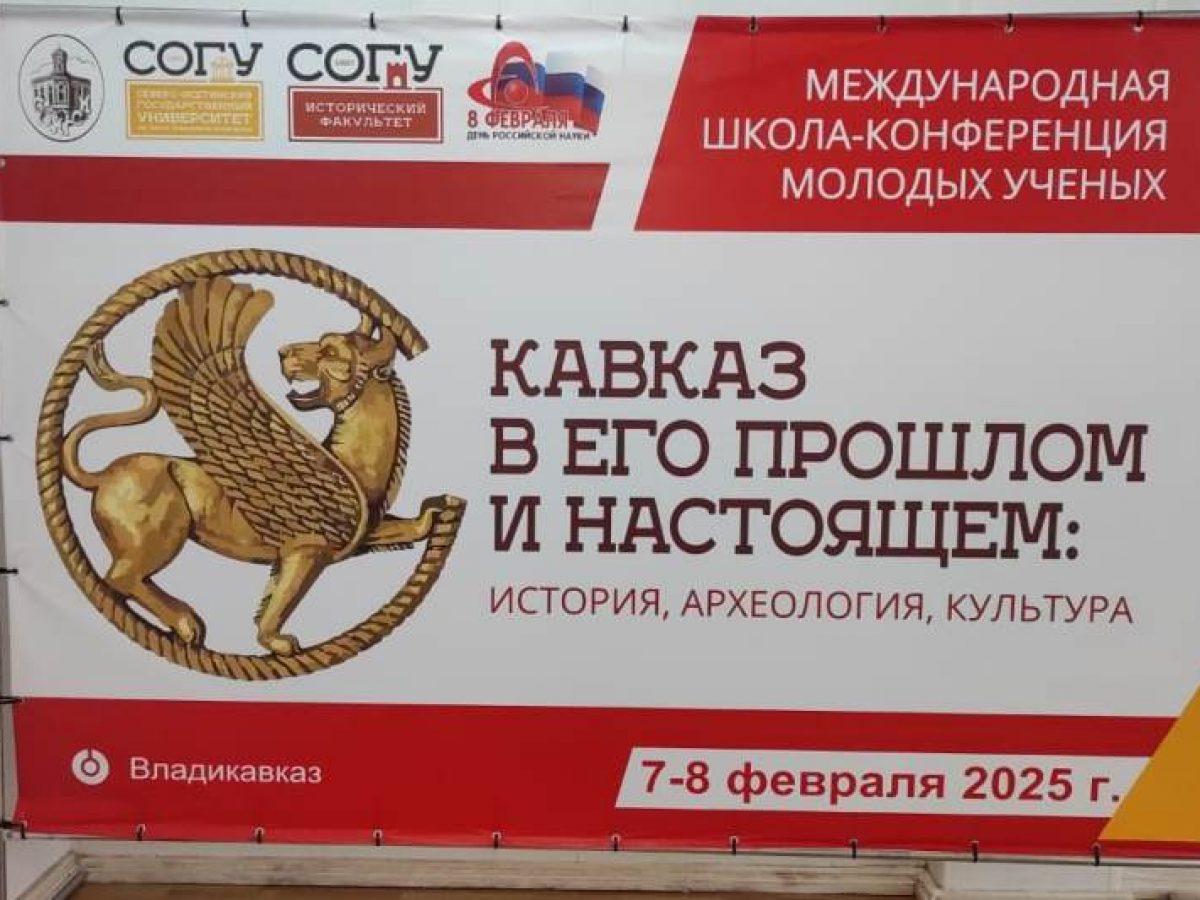 СОГУ
СЕВЕРО-ОСЕТИНСКИЙ
ГОСУДАРСТВЕННЫЙ
УНИВЕРСИТЕТ
СОГУ
ИСТОРИЧЕСКИЙ
ФАКУЛЬТЕТ
8 ФЕВРАЛЯ
ДЕНЬ РОССИЙСКОЙ НАУКИ
МЕЖДУНАРОДНАЯ
ШКОЛА-КОНФЕРЕНЦИЯ
МОЛОДЫХ УЧЕНЫХ
КАВКАЗ
В ЕГО ПРОШЛОМ
И НАСТОЯЩЕМ:
ИСТОРИЯ, АРХЕОЛОГИЯ, КУЛЬТУРА
Владикавказ
7-8 февраля 2025 г.